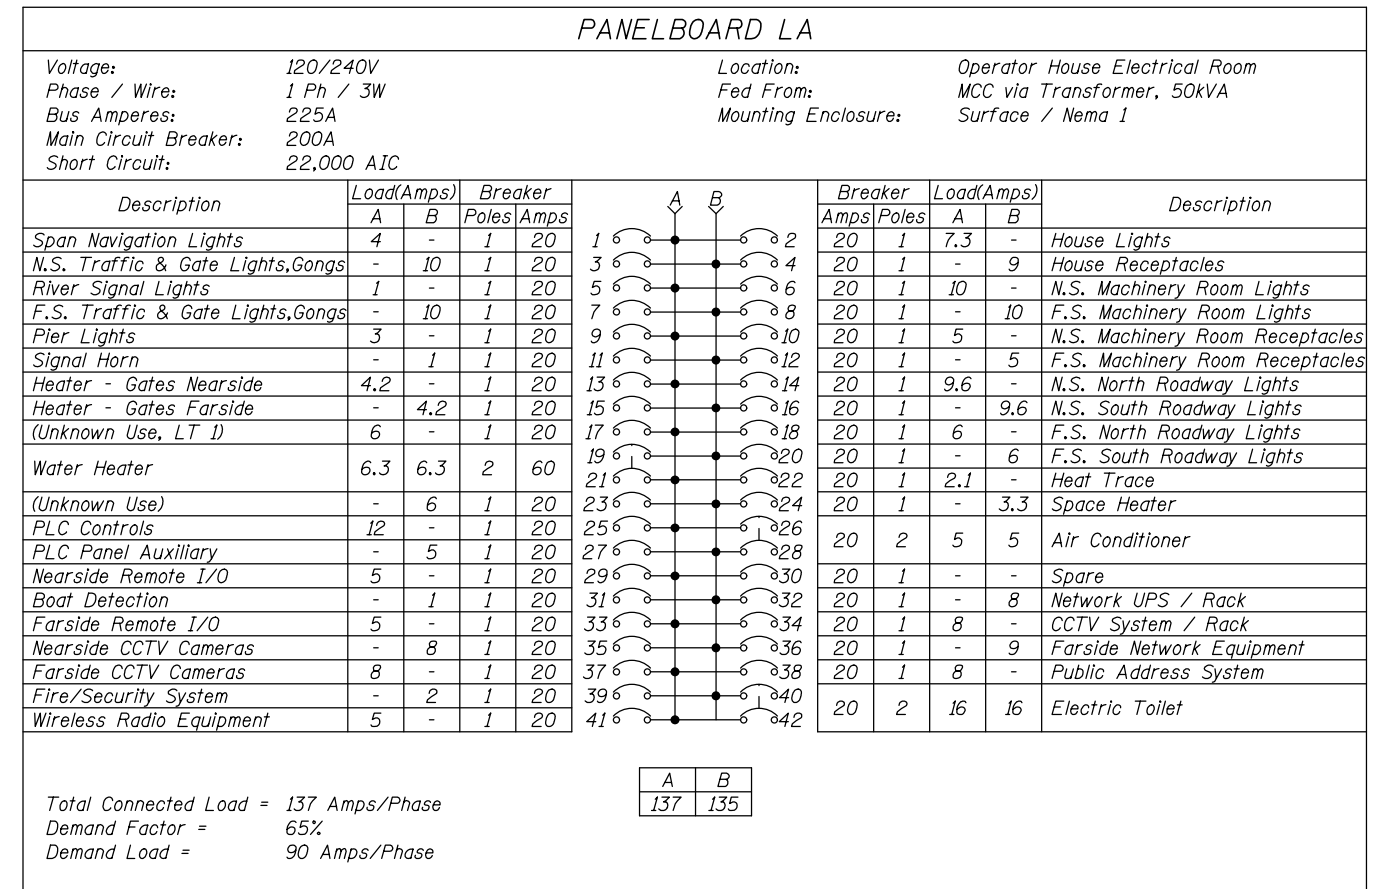 PANELBOARD LA
Voltage: 120/240V Location: Operator House Electrical Room
Phase / Wire: 1 Ph / 3W Fed From: MCC via Transformer, 50kVA
Bus Amperes: 225A Mounting Enclosure: Surface / Nema 1
Main Circuit Breaker: 200A
Short Circuit: 22,000 AIC
Description Load(Amps) Breaker A B Breaker Load(Amps) Description
A B Poles Amps Amps Poles A B
Span Navigation Lights 4 - 1 20 1 2 20 1 7.3 - House Lights
N.S. Traffic & Gate Lights,Gongs - 10 1 20 3 4 20 1 - 9 House Receptacles
River Signal Lights 1 - 1 20 5 6 20 1 10 - N.S. Machinery Room Lights
F.S. Traffic & Gate Lights,Gongs - 10 1 20 7 8 20 1 - 10 F.S. Machinery Room Lights
Pier Lights 3 - 1 20 9 10 20 1 5 - N.S. Machinery Room Receptacles
Signal Horn - 1 1 20 11 12 20 1 - 5 F.S. Machinery Room Receptacles
Heater - Gates Nearside 4.2 - 1 20 13 14 20 1 9.6 - N.S. North Roadway Lights
Heater - Gates Farside - 4.2 1 20 15 16 20 1 - 9.6 N.S. South Roadway Lights
(Unknown Use, LT 1) 6 - 1 20 17 18 20 1 6 - F.S. North Roadway Lights
Water Heater 6.3 6.3 2 60 19 20 20 1 - 6 F.S. South Roadway Lights
21 22 20 1 2.1 - Heat Trace
(Unknown Use) - 6 1 20 23 24 20 1 - 3.3 Space Heater
PLC Controls 12 - 1 20 25 26 20 2 5 5 Air Conditioner
PLC Panel Auxiliary - 5 1 20 27 28
Nearside Remote I/O 5 - 1 20 29 30 20 1 - - Spare
Boat Detection - 1 1 20 31 32 20 1 - 8 Network UPS / Rack
Farside Remote I/O 5 - 1 20 33 34 20 1 8 - CCTV System / Rack
Nearside CCTV Cameras - 8 1 20 35 36 20 1 - 9 Farside Network Equipment
Farside CCTV Cameras 8 - 1 20 37 38 20 1 8 - Public Address System
Fire/Security System - 2 1 20 39 40 20 2 16 16 Electric Toilet
Wireless Radio Equipment 5 - 1 20 41 42
A B
Total Connected Load = 137 Amps/Phase 137 135
Demand Factor = 65%
Demand Load = 90 Amps/Phase